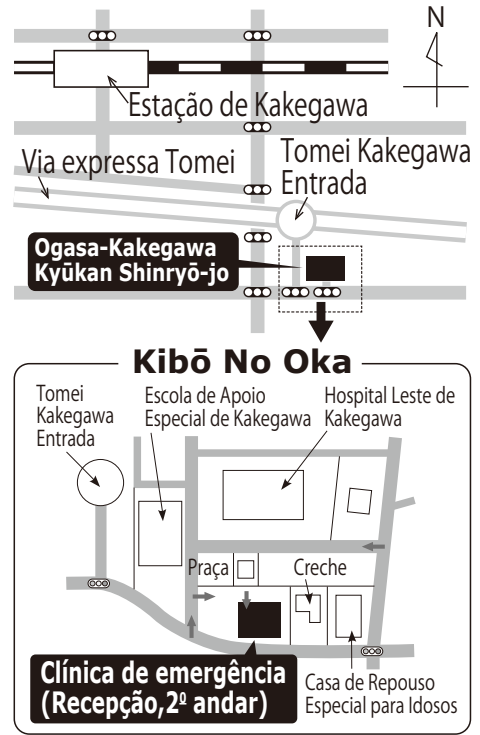 N
Estação de Kakegawa
Via expressa Tomei
Tomei Kakegawa
Entrada
Ogasa-Kakegawa
Kyūkan Shinryō-jo
Kibō No Oka
Tomei
Kakegawa
Entrada
Escola de Apoio
Especial de Kakegawa
Hospital Leste de
Kakegawa
Praça
Creche
Clínica de emergência
(Recepção,2º andar)
Casa de Repouso
Especial para Idosos